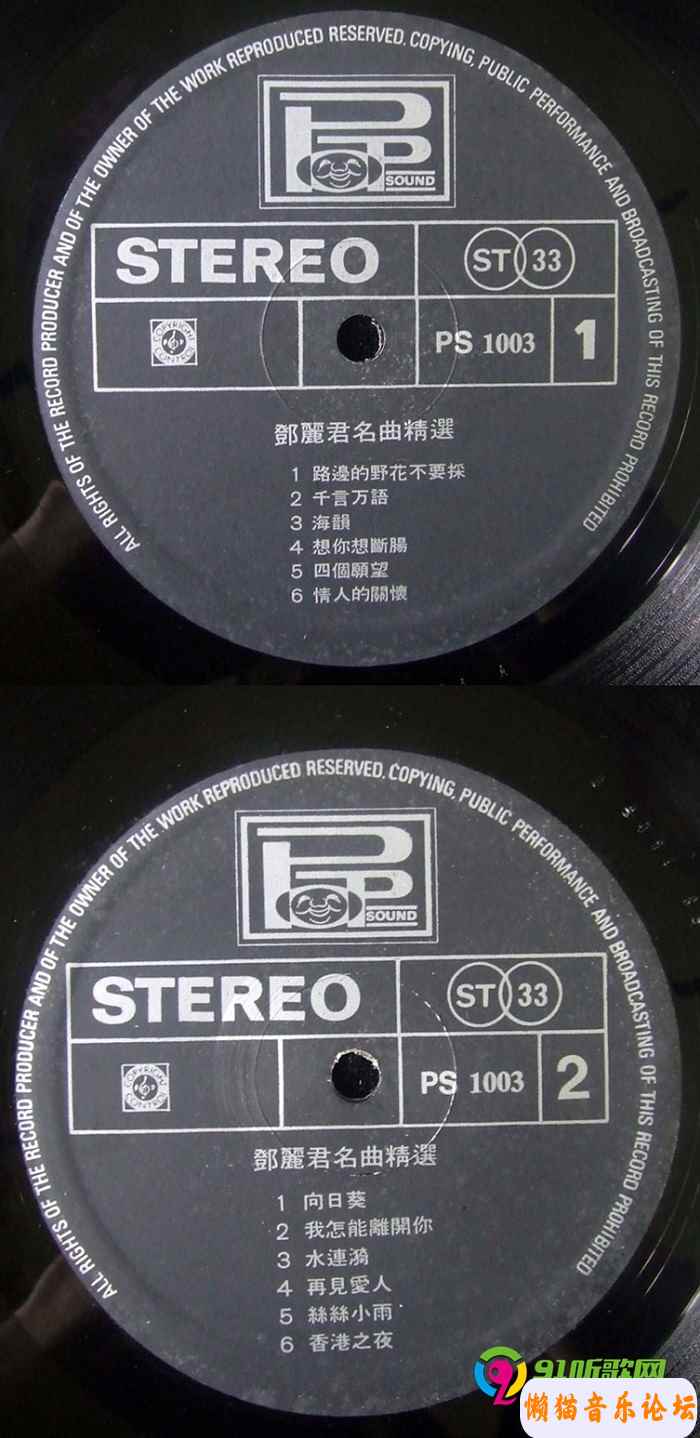 ALL RIGHTS OF THE RECORD PRODUCER AND OF THE OWNER OF THE WORK REPRODUCED RESERVED. COPYING, PUBLIC PERFORMANCE AND BROADCASTING OF THIS RECORD PROHIBITED
POP
SOUND
STEREO
ST 33
COPYRIGHT CONTROL
PS 1003
1
鄧麗君名曲精選
1 路邊的野花不要採
2 千言万語
3 海韻
4 想你想斷腸
5 四個願望
6 情人的關懷
ALL RIGHTS OF THE RECORD PRODUCER AND OF THE OWNER OF THE WORK REPRODUCED RESERVED. COPYING, PUBLIC PERFORMANCE AND BROADCASTING OF THIS RECORD PROHIBITED
POP
SOUND
STEREO
ST 33
COPYRIGHT CONTROL
PS 1003
2
鄧麗君名曲精選
1 向日葵
2 我怎能離開你
3 水連漪
4 再見愛人
5 絲絲小雨
6 香港之夜
91听歌网
懒猫音乐论坛